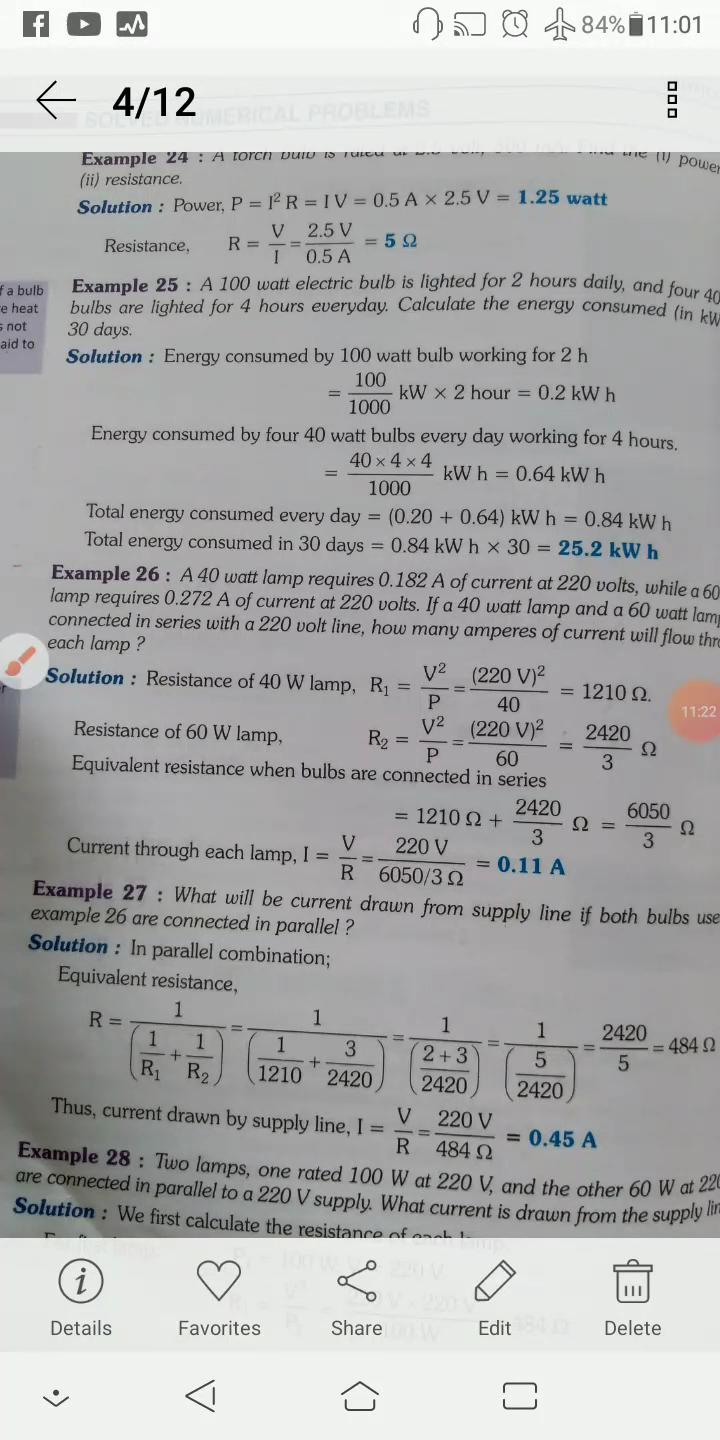 84% 11:01
4/12
SOLVED NUMERICAL PROBLEMS
Example 24 : A torch bulb is rated at 2.5 volt, Find the (i) power
(ii) resistance.
Solution : Power, P = I² R = I V = 0.5 A × 2.5 V = 1.25 watt
Resistance, R = V/I = 2.5 V/0.5 A = 5 Ω
f a bulb
e heat
s not
aid to
Example 25 : A 100 watt electric bulb is lighted for 2 hours daily, and four 40
bulbs are lighted for 4 hours everyday. Calculate the energy consumed (in kW
30 days.
Solution : Energy consumed by 100 watt bulb working for 2 h
= 100/1000 kW × 2 hour = 0.2 kW h
Energy consumed by four 40 watt bulbs every day working for 4 hours.
= 40 × 4 × 4/1000 kW h = 0.64 kW h
Total energy consumed every day = (0.20 + 0.64) kW h = 0.84 kW h
Total energy consumed in 30 days = 0.84 kW h × 30 = 25.2 kW h
Example 26 : A 40 watt lamp requires 0.182 A of current at 220 volts, while a 60
lamp requires 0.272 A of current at 220 volts. If a 40 watt lamp and a 60 watt lamp
connected in series with a 220 volt line, how many amperes of current will flow thro
each lamp ?
Solution : Resistance of 40 W lamp, R₁ = V²/P = (220 V)²/40 = 1210 Ω.
11:22
Resistance of 60 W lamp, R₂ = V²/P = (220 V)²/60 = 2420/3 Ω
Equivalent resistance when bulbs are connected in series
= 1210 Ω + 2420/3 Ω = 6050/3 Ω
Current through each lamp, I = V/R = 220 V/6050/3 Ω = 0.11 A
Example 27 : What will be current drawn from supply line if both bulbs use
example 26 are connected in parallel ?
Solution : In parallel combination;
Equivalent resistance,
R = 1/(1/R₁ + 1/R₂) = 1/(1/1210 + 3/2420) = 1/(2 + 3/2420) = 1/(5/2420) = 2420/5 = 484 Ω
Thus, current drawn by supply line, I = V/R = 220 V/484 Ω = 0.45 A
Example 28 : Two lamps, one rated 100 W at 220 V, and the other 60 W at 220
are connected in parallel to a 220 V supply. What current is drawn from the supply lin
Solution : We first calculate the resistance of each lamp.
Details Favorites Share Edit Delete